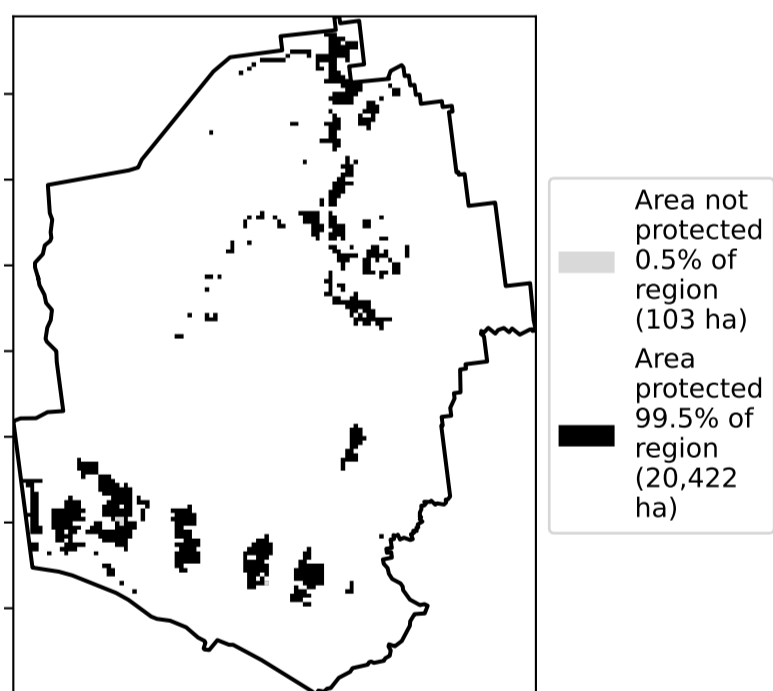 Area not
protected
0.5% of
region
(103 ha)
Area
protected
99.5% of
region
(20,422
ha)